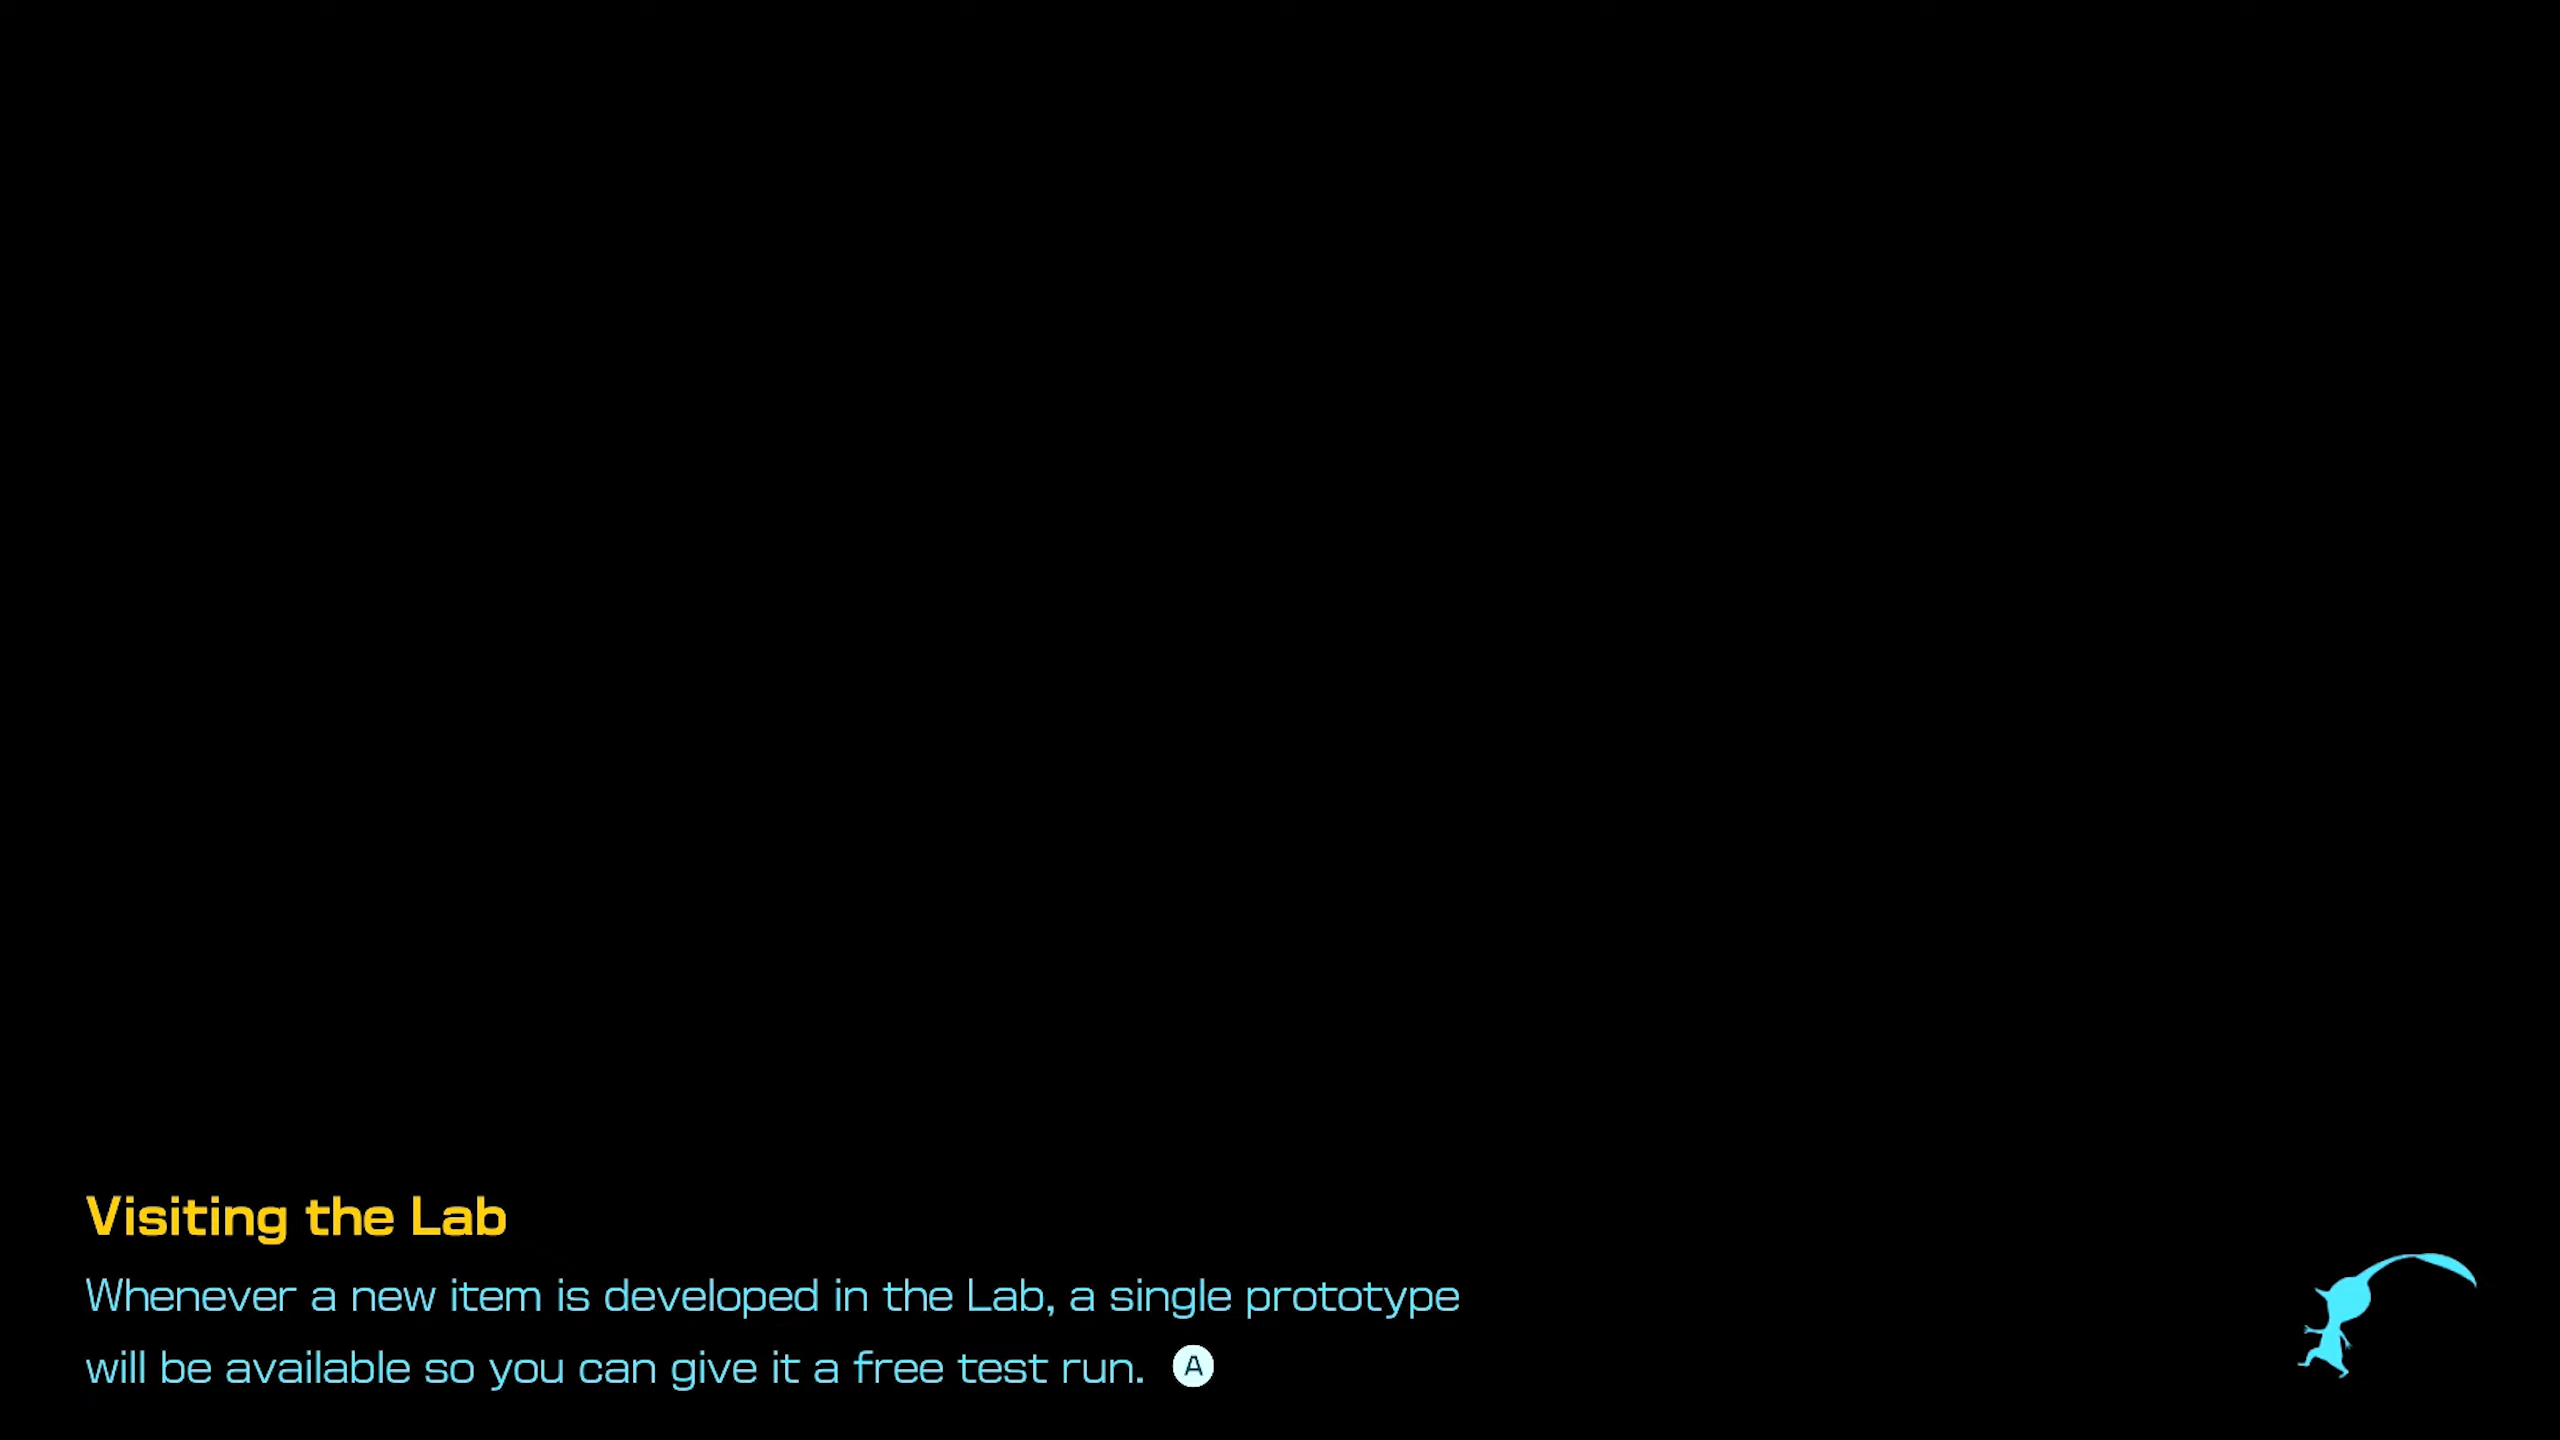 Visiting the Lab
Whenever a new item is developed in the Lab, a single prototype
will be available so you can give it a free test run. A